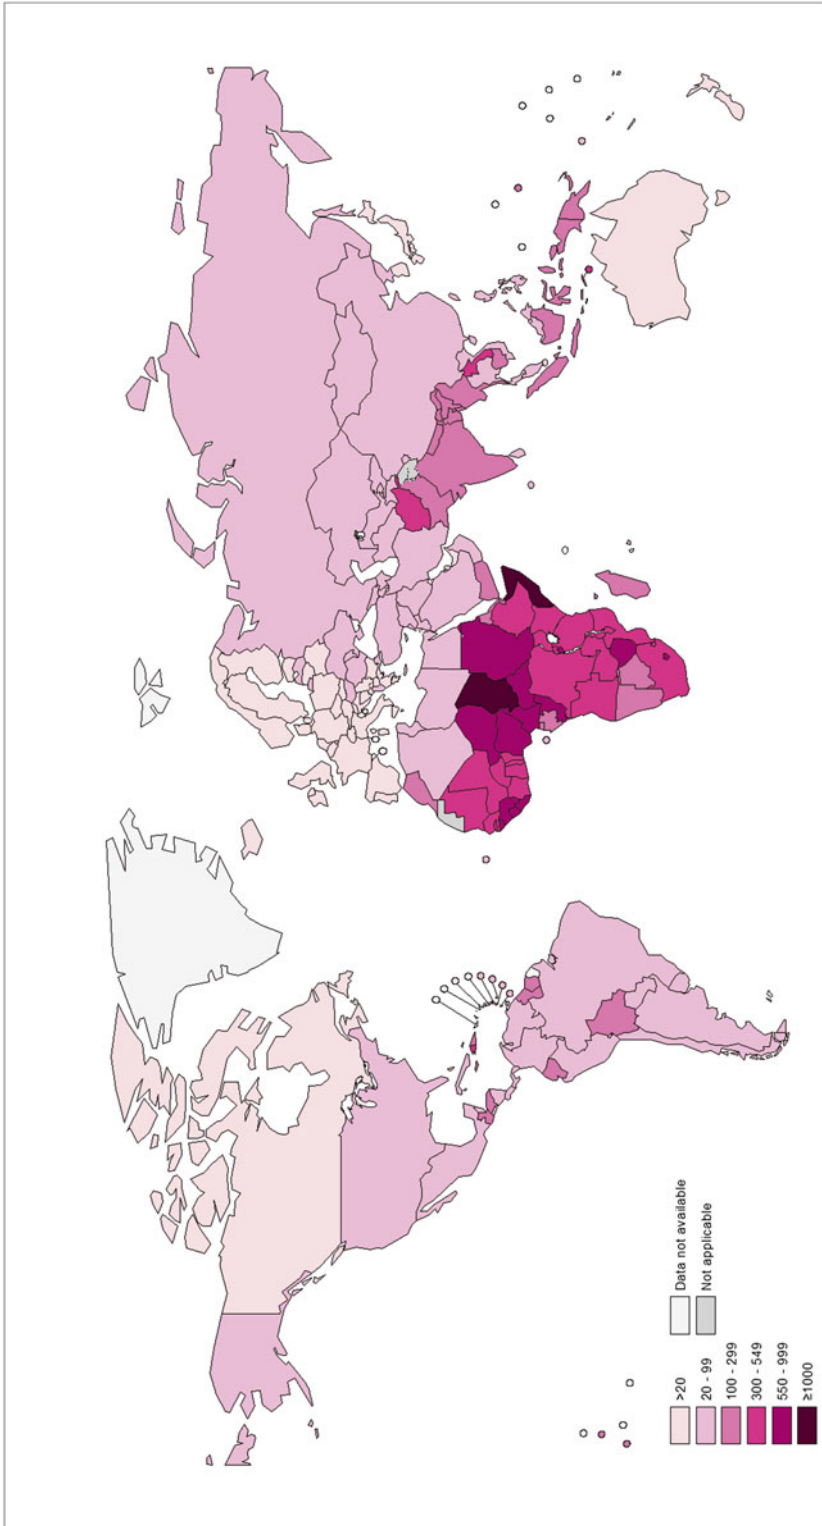 >20
20 - 99
100 - 299
300 - 549
550 - 999
≥1000
Data not available
Not applicable